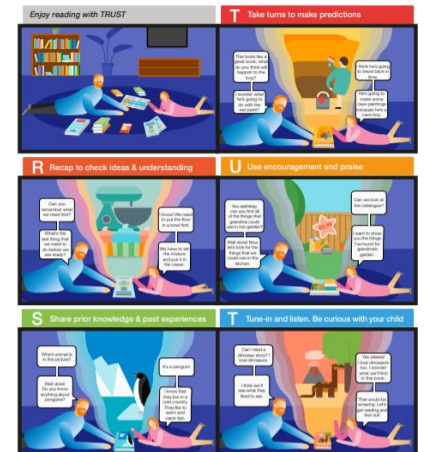 Enjoy reading with TRUST
T Take turns to make predictions
This looks like a
great book, what
do you think will
happen to the
boy?
I think he's going
to travel back in
time.
I wonder what
he's going to
do with the
red paint?
He's going to
make some
cave paintings
because he's a
cave boy.
R Recap to check ideas & understanding
Can you
remember what
we need first?
I know! We need
to put the flour
in a bowl first.
What's the
last thing that
we need to
do before we
are ready?
We have to stir
the mixture
and put it in
the cases.
U Use encouragement and praise
Yes definitely,
can you find all
of the things that
grandma could
use in her garden?
Can we look at
the catalogue?
Well done! Now
let's look for the
things that we
could use in the
kitchen.
I want to show
you the things
I've found for
grandma's
garden.
S Share prior knowledge & past experiences
Which animal is
in this picture?
It's a penguin!
Well done!
Do you know
anything about
penguins?
I know that
they live in a
cold country.
They like to
swim and
catch fish.
T Tune-in and listen. Be curious with your child
Can I read a
dinosaur story? I
love dinosaurs.
Yes please!
I love dinosaurs
too. I wonder
what we'll find
in this book.
I think we'll
see what they
liked to eat.
That would be
amazing. Let's
get reading and
find out!